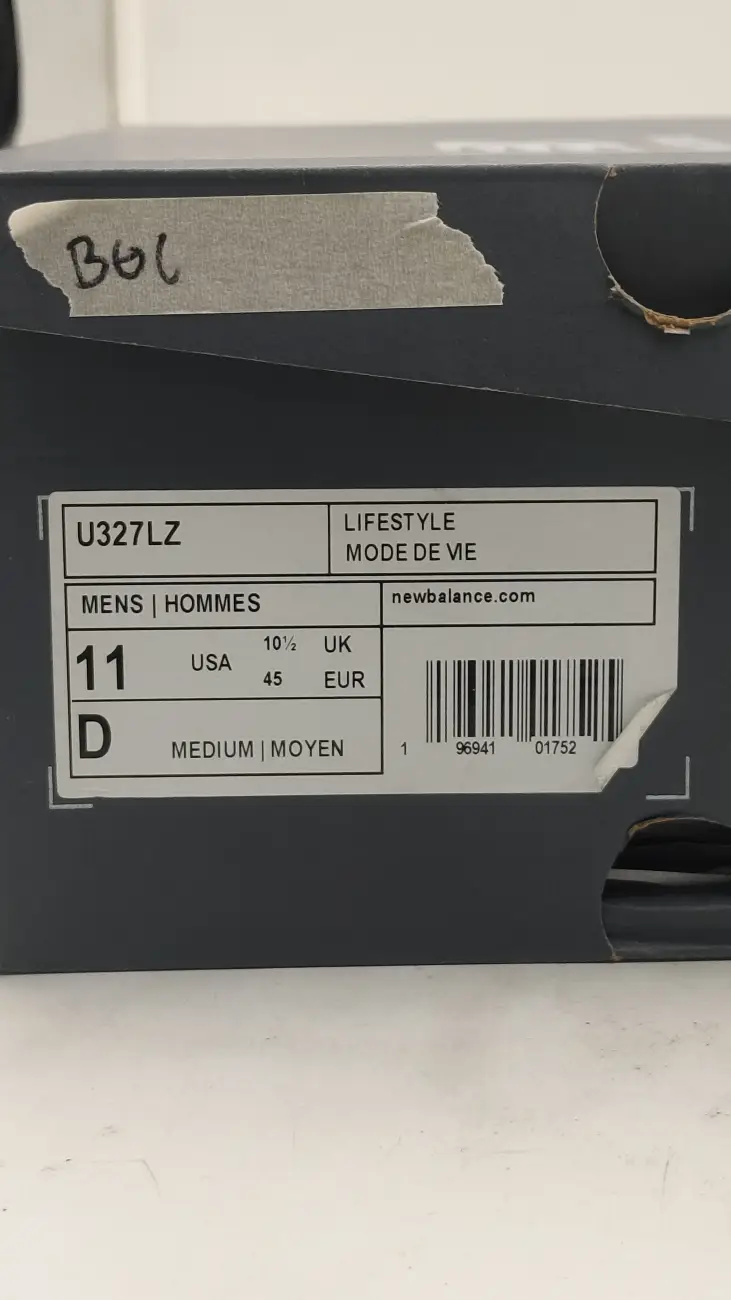 BOL
U327LZ
LIFESTYLE
MODE DE VIE
MENS | HOMMES
newbalance.com
11 USA 10½ UK
45 EUR
D MEDIUM | MOYEN
1 96941 01752